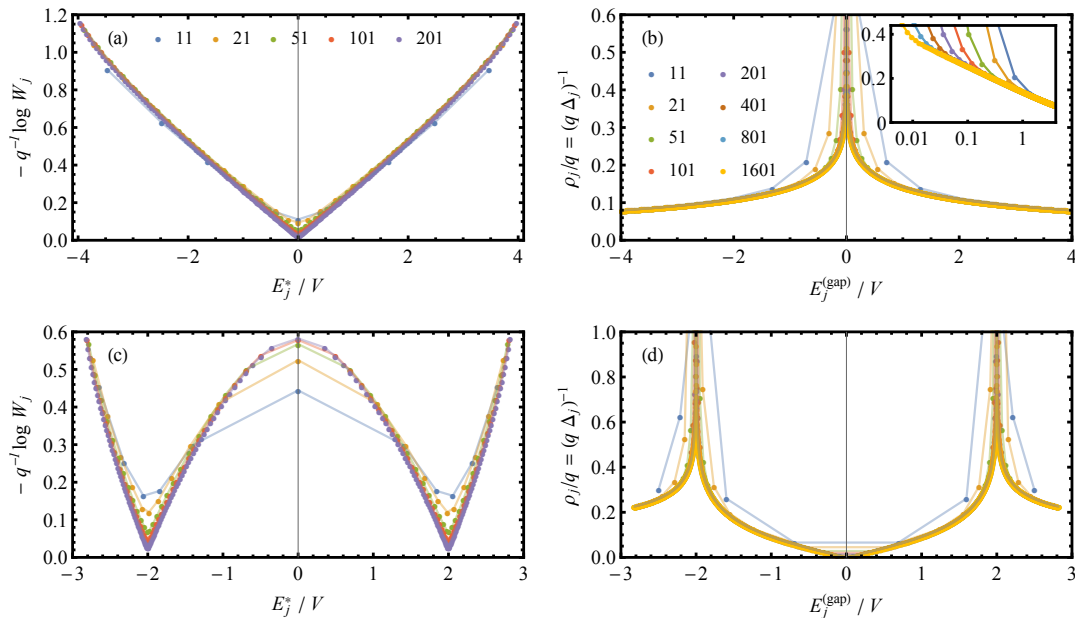 (a) 11 21 51 101 201
− q⁻ˡ log W_j
1.2
1.0
0.8
0.6
0.4
0.2
0.0
−4 −2 0 2 4
E_j^* / V
(b)
11 201
21 401
51 801
101 1601
ρ_j/q = (q Δ_j)⁻¹
0.6
0.5
0.4
0.3
0.2
0.1
0.0
−4 −2 0 2 4
E_j^(gap) / V
0.4
0.2
0
0.01 0.1 1
(c)
− q⁻ˡ log W_j
0.6
0.5
0.4
0.3
0.2
0.1
0.0
−3 −2 −1 0 1 2 3
E_j^* / V
(d)
ρ_j/q = (q Δ_j)⁻¹
1.0
0.8
0.6
0.4
0.2
0.0
−3 −2 −1 0 1 2 3
E_j^(gap) / V